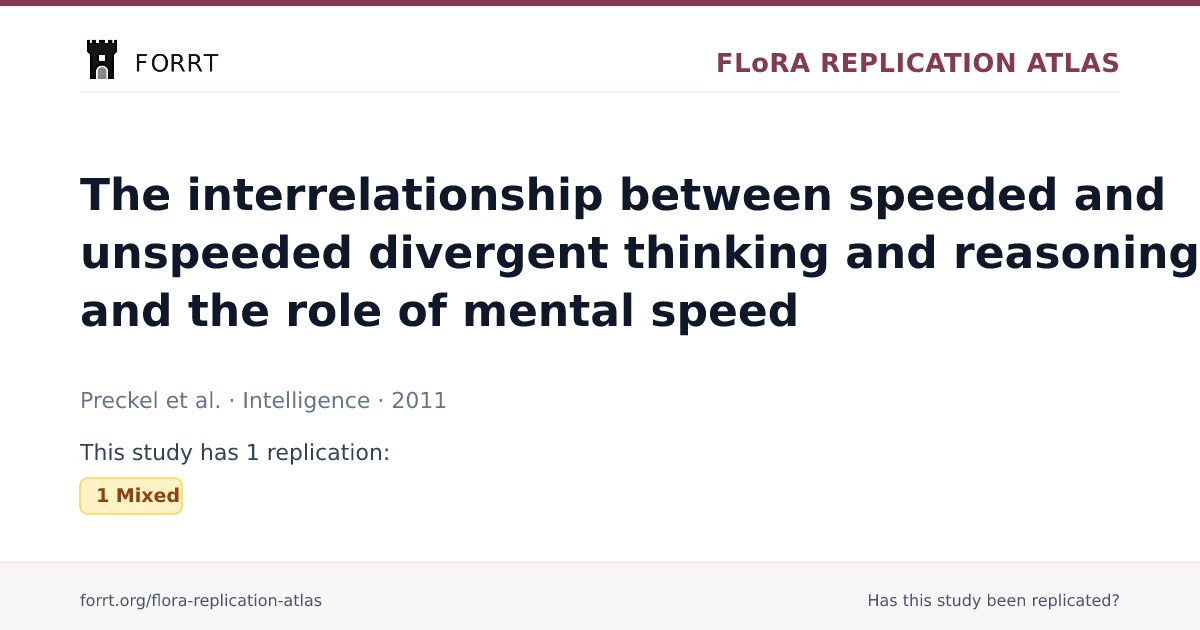 FORRT
FLoRA REPLICATION ATLAS
The interrelationship between speeded and
unspeeded divergent thinking and reasoning
and the role of mental speed
Preckel et al. · Intelligence · 2011
This study has 1 replication:
1 Mixed
forrt.org/flora-replication-atlas
Has this study been replicated?